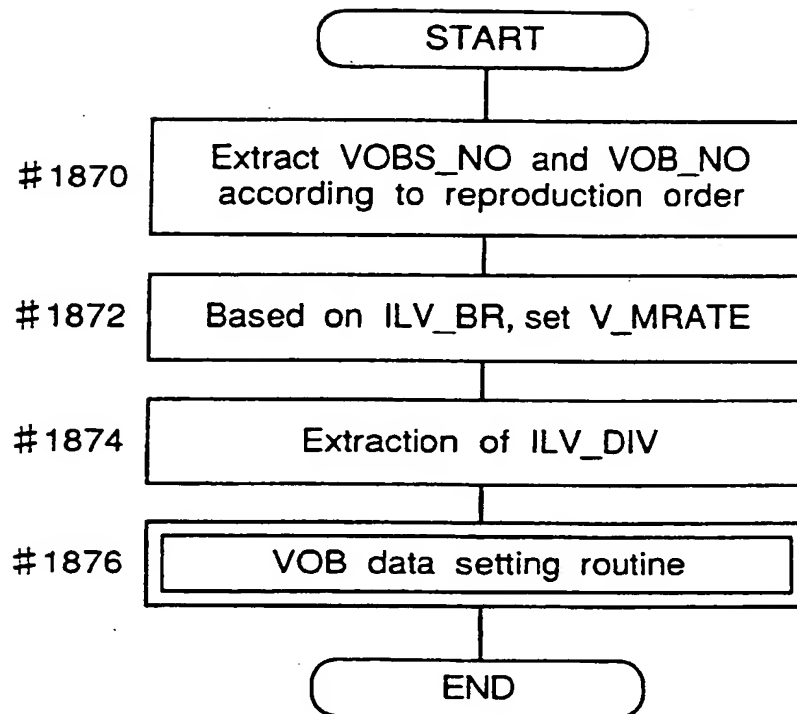 START
#1870
Extract VOBS_NO and VOB_NO
according to reproduction order
#1872
Based on ILV_BR, set V_MRATE
#1874
Extraction of ILV_DIV
#1876
VOB data setting routine
END